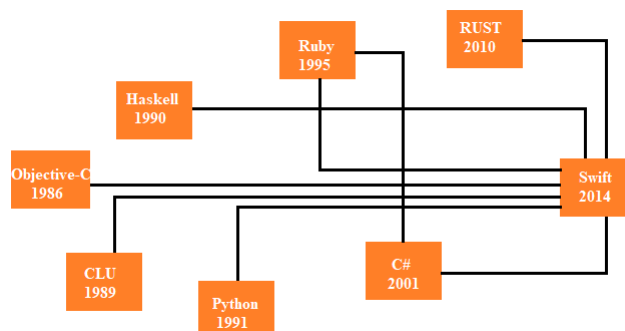 Ruby
1995
RUST
2010
Haskell
1990
Objective-C
1986
Swift
2014
CLU
1989
C#
2001
Python
1991